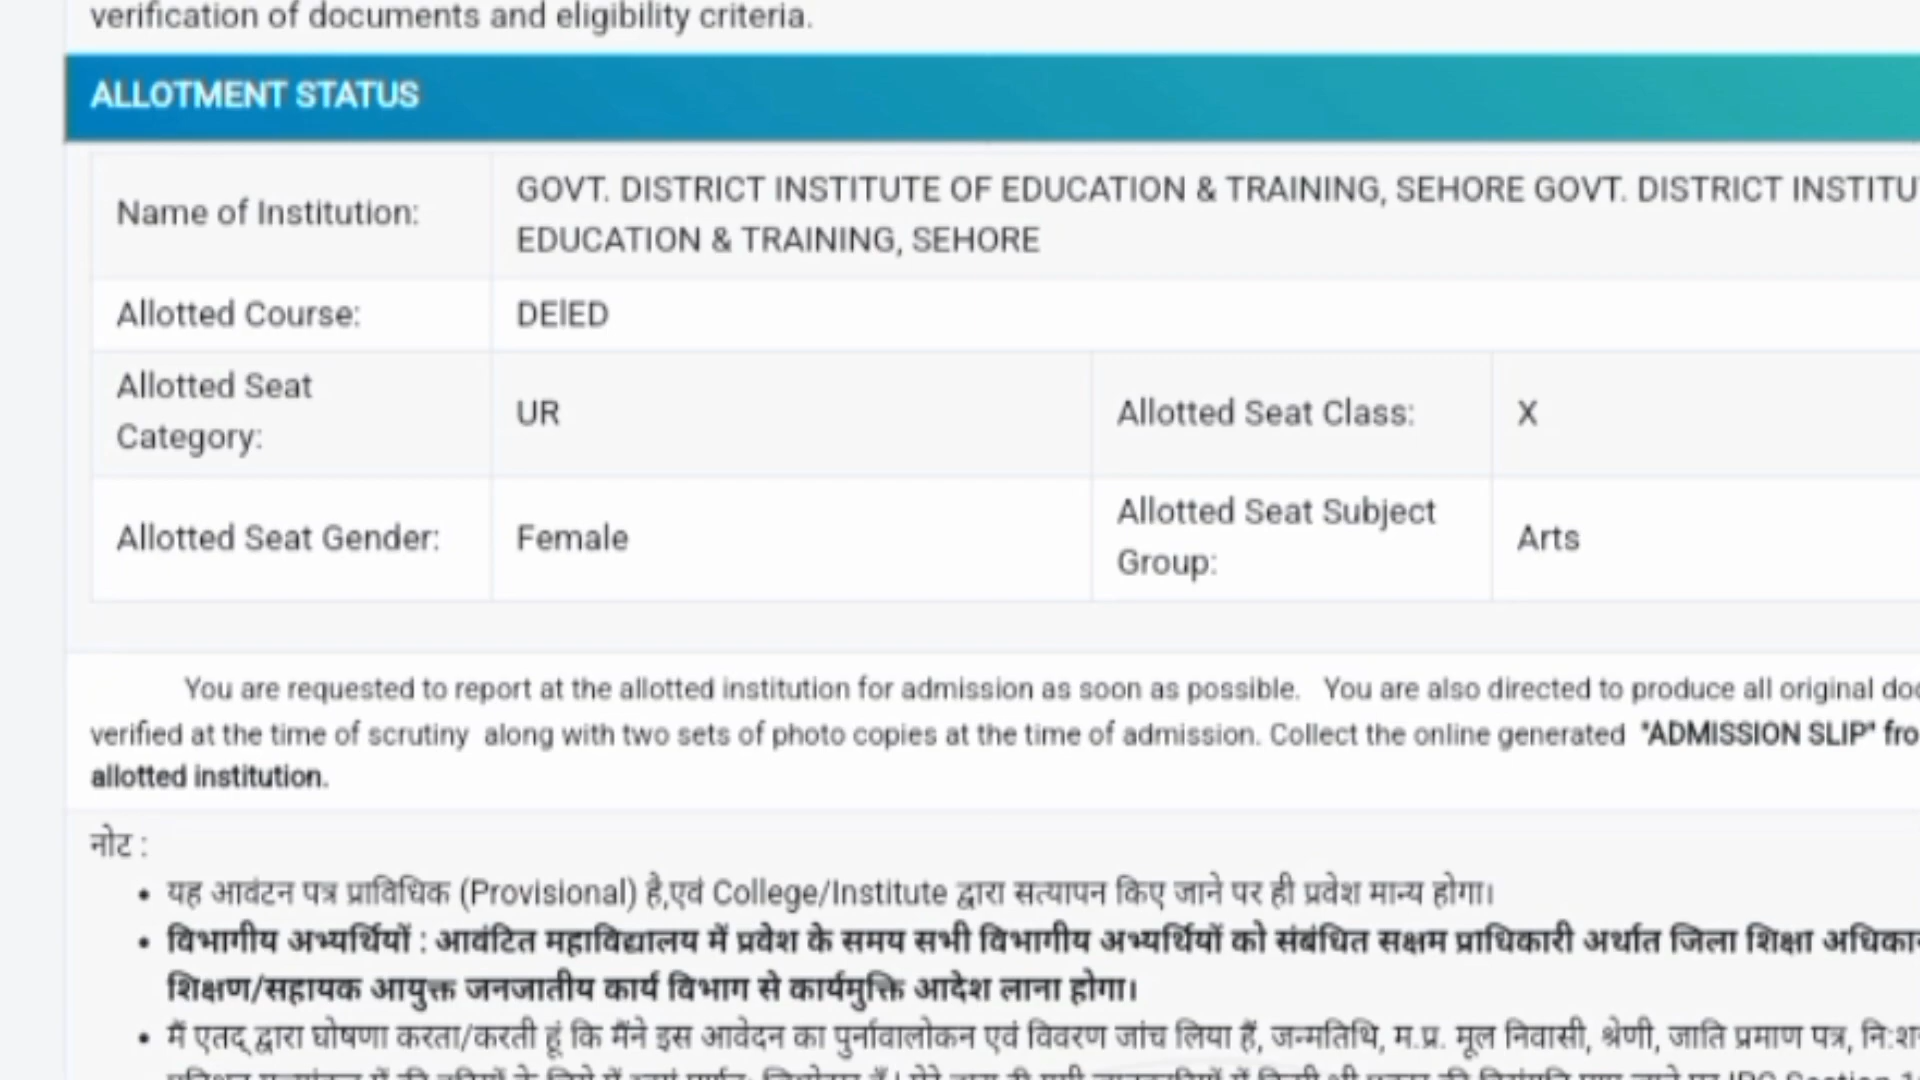 verification of documents and eligibility criteria.
ALLOTMENT STATUS
Name of Institution:
GOVT. DISTRICT INSTITUTE OF EDUCATION & TRAINING, SEHORE GOVT. DISTRICT INSTITU
EDUCATION & TRAINING, SEHORE
Allotted Course:
DElED
Allotted Seat
Category:
UR
Allotted Seat Class:
X
Allotted Seat Gender:
Female
Allotted Seat Subject
Group:
Arts
You are requested to report at the allotted institution for admission as soon as possible. You are also directed to produce all original doc
verified at the time of scrutiny along with two sets of photo copies at the time of admission. Collect the online generated "ADMISSION SLIP" fro
allotted institution.
नोट :
• यह आवंटन पत्र प्राविधिक (Provisional) है,एवं College/Institute द्वारा सत्यापन किए जाने पर ही प्रवेश मान्य होगा।
• विभागीय अभ्यर्थियों : आवंटित महाविद्यालय में प्रवेश के समय सभी विभागीय अभ्यर्थियों को संबंधित सक्षम प्राधिकारी अर्थात जिला शिक्षा अधिकार
शिक्षण/सहायक आयुक्त जनजातीय कार्य विभाग से कार्यमुक्ति आदेश लाना होगा।
• मैं एतद् द्वारा घोषणा करता/करती हूं कि मैंने इस आवेदन का पुर्नावालोकन एवं विवरण जांच लिया हैं, जन्मतिथि, म.प्र. मूल निवासी, श्रेणी, जाति प्रमाण पत्र, नि:श